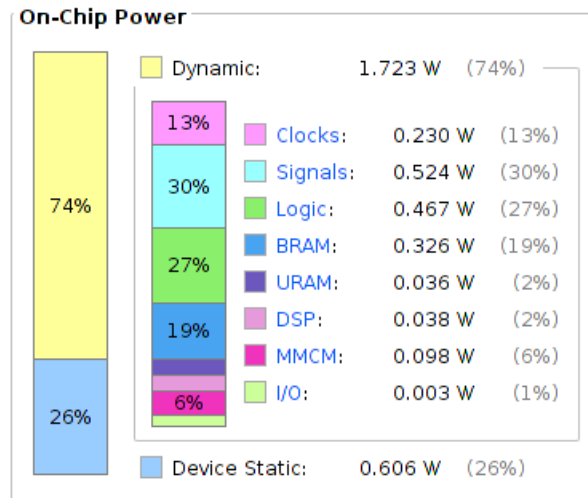 On-Chip Power
Dynamic: 1.723 W (74%)
74%
13%
Clocks: 0.230 W (13%)
30%
Signals: 0.524 W (30%)
27%
Logic: 0.467 W (27%)
19%
BRAM: 0.326 W (19%)
URAM: 0.036 W (2%)
DSP: 0.038 W (2%)
6%
MMCM: 0.098 W (6%)
I/O: 0.003 W (1%)
26%
Device Static: 0.606 W (26%)